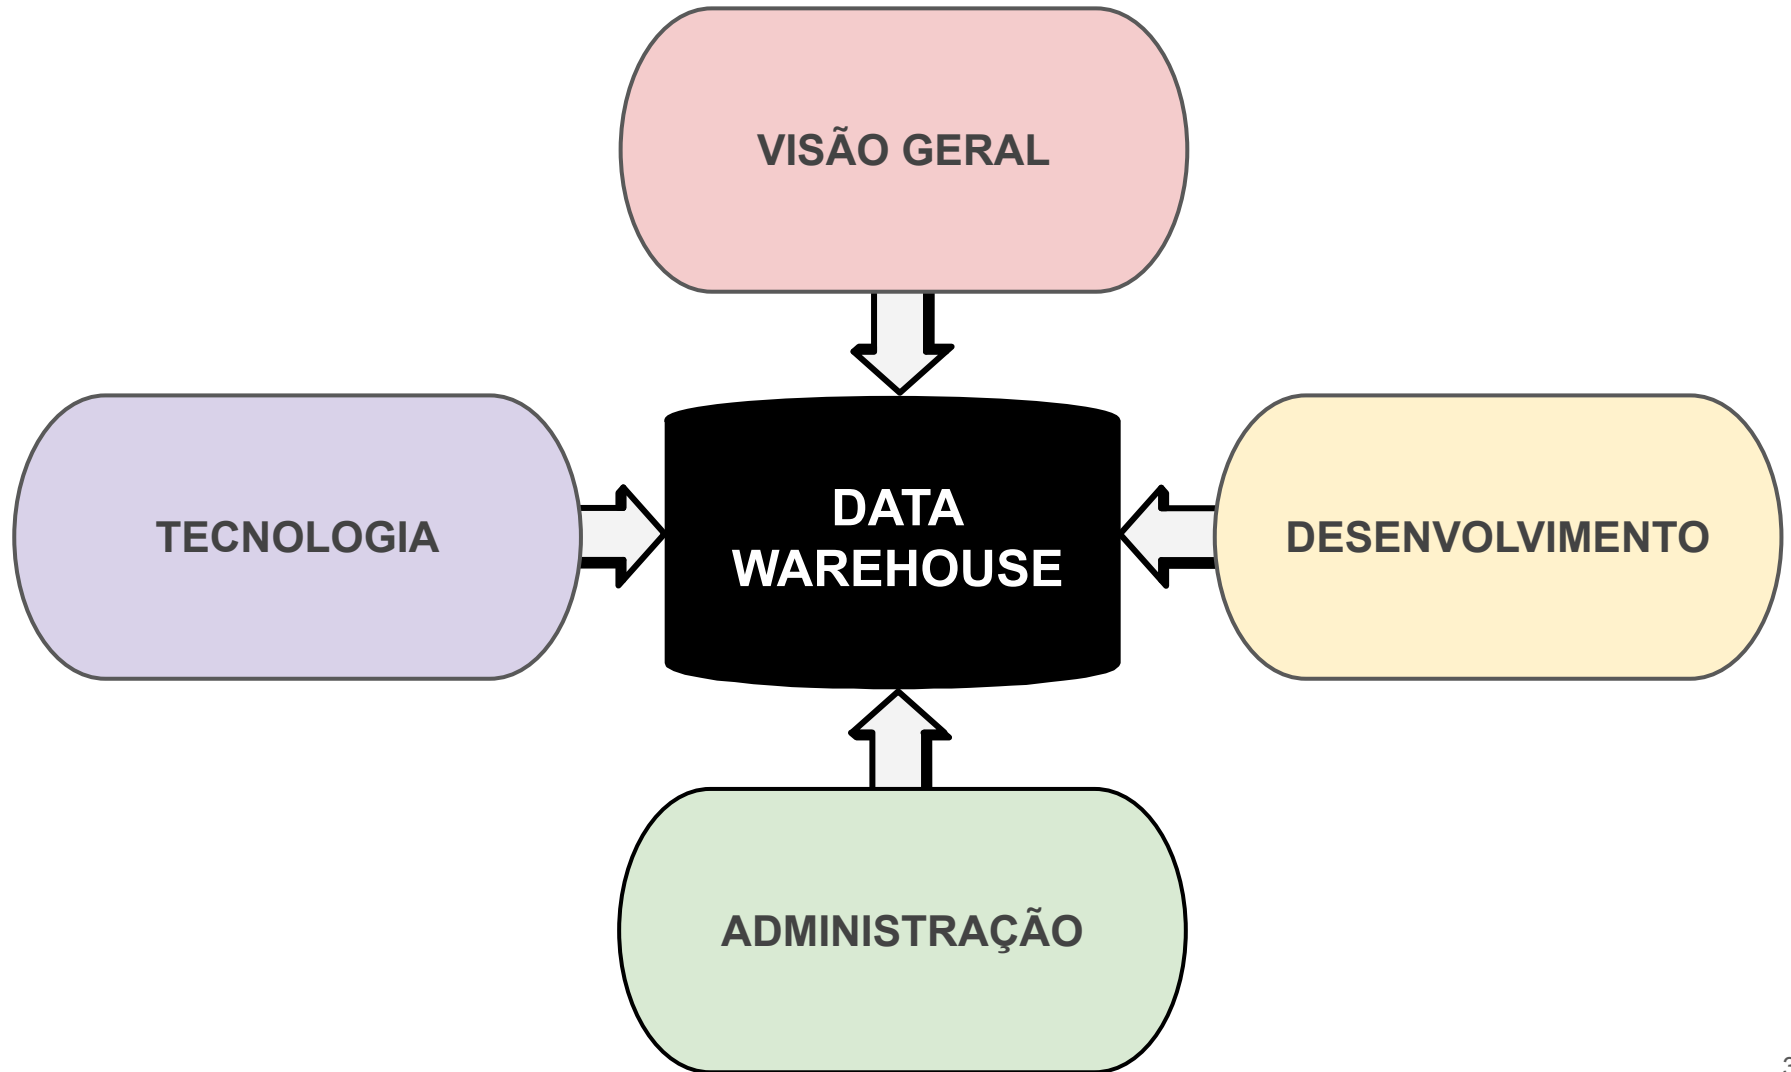 VISÃO GERAL
TECNOLOGIA
DATA
WAREHOUSE
DESENVOLVIMENTO
ADMINISTRAÇÃO